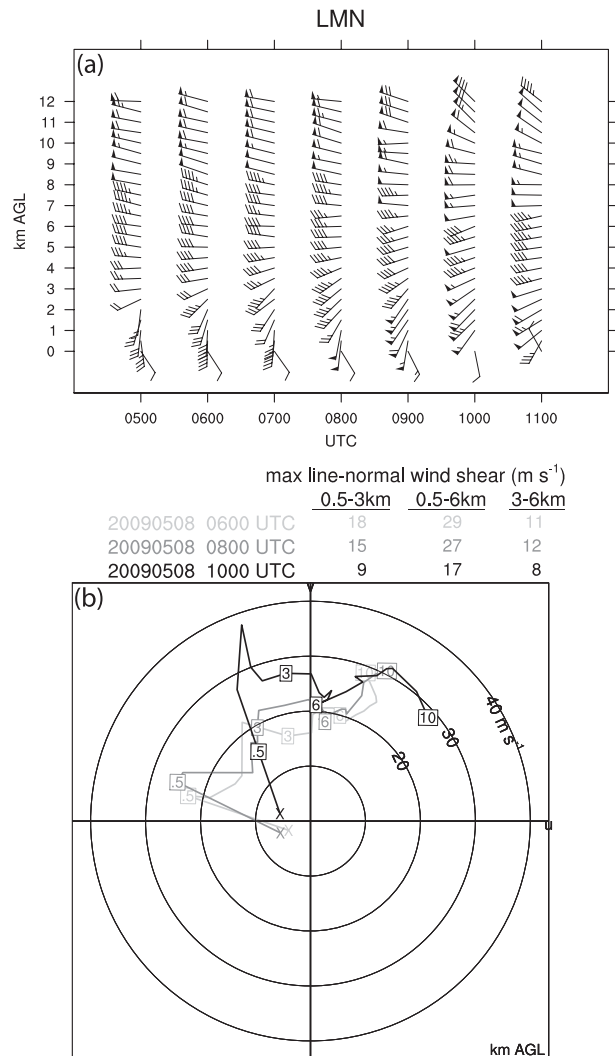 LMN
(a)
12
11
10
9
8
7
6
5
4
3
2
1
0
km AGL
0500 0600 0700 0800 0900 1000 1100
UTC
max line-normal wind shear (m s⁻¹)
0.5-3km 0.5-6km 3-6km
20090508 0600 UTC 18 29 11
20090508 0800 UTC 15 27 12
20090508 1000 UTC 9 17 8
(b)
v
3
10
10
6
10
40 m s⁻¹
3
3
6
6
30
.5
20
.5
.5
X
X
X
u
km AGL